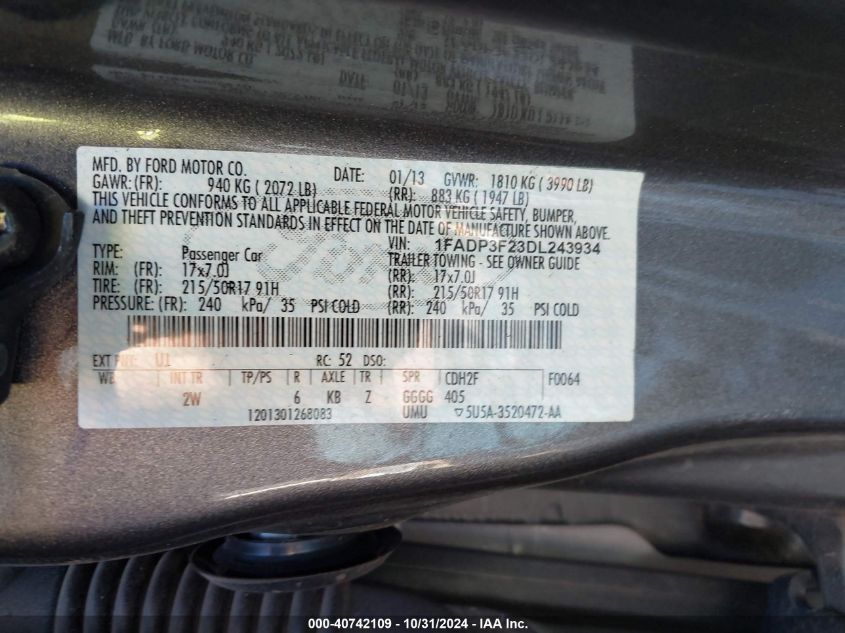 MFD. BY FORD MOTOR CO. DATE: 01/13 GVWR: 1810 KG ( 3990 LB)
GAWR: (FR): 940 KG ( 2072 LB) (RR): 883 KG ( 1947 LB)
THIS VEHICLE CONFORMS TO ALL APPLICABLE FEDERAL MOTOR VEHICLE SAFETY, BUMPER,
AND THEFT PREVENTION STANDARDS IN EFFECT ON THE DATE OF MANUFACTURE SHOWN ABOVE.
VIN: 1FADP3F23DL243934
TYPE: Passenger Car TRAILER TOWING - SEE OWNER GUIDE
RIM: (FR): 17x7.0J (RR): 17x7.0J
TIRE: (FR): 215/50R17 91H (RR): 215/50R17 91H
PRESSURE: (FR): 240 kPa/ 35 PSI COLD (RR): 240 kPa/ 35 PSI COLD
EXT U1 RC: 52 DSO:
WB INT TR TP/PS R AXLE TR SPR CDH2F F0064
2W 6 KB Z GGGG 405
1201301268083 UMU ▽5U5A-3520472-AA
000-40742109 - 10/31/2024 - IAA Inc.